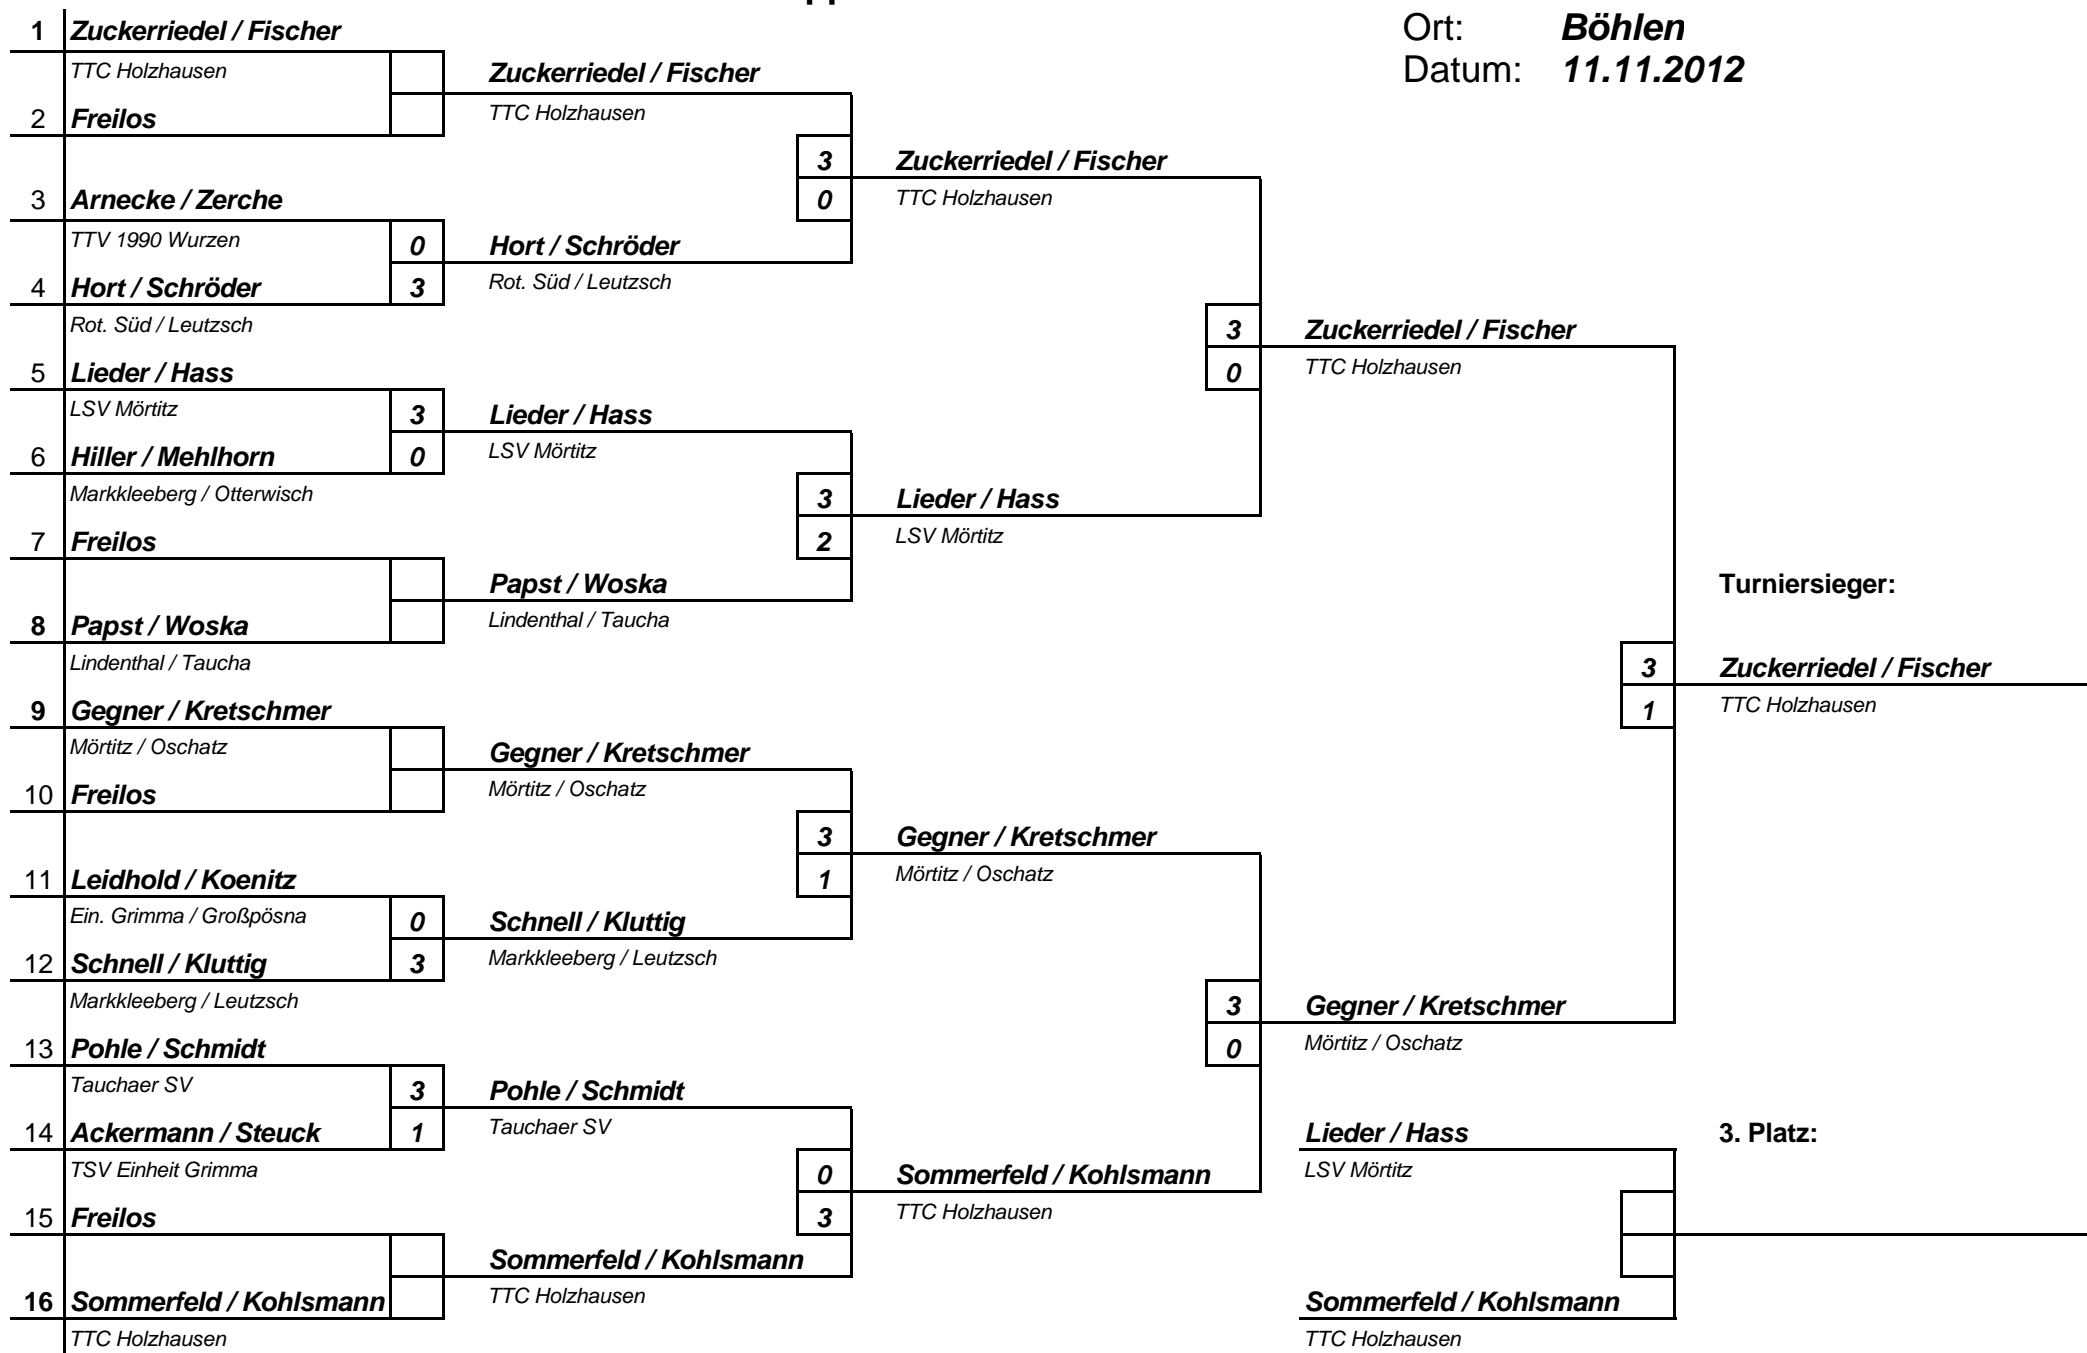 Ort: Böhlen
Datum: 11.11.2012
1 Zuckerriedel / Fischer
TTC Holzhausen
2 Freilos
3 Arnecke / Zerche
TTV 1990 Wurzen 0
4 Hort / Schröder 3
Rot. Süd / Leutzsch
5 Lieder / Hass
LSV Mörtitz 3
6 Hiller / Mehlhorn 0
Markkleeberg / Otterwisch
7 Freilos
8 Papst / Woska
Lindenthal / Taucha
9 Gegner / Kretschmer
Mörtitz / Oschatz
10 Freilos
11 Leidhold / Koenitz
Ein. Grimma / Großpösna 0
12 Schnell / Kluttig 3
Markkleeberg / Leutzsch
13 Pohle / Schmidt
Tauchaer SV 3
14 Ackermann / Steuck 1
TSV Einheit Grimma
15 Freilos
16 Sommerfeld / Kohlsmann
TTC Holzhausen
Zuckerriedel / Fischer
TTC Holzhausen
3
0
Hort / Schröder
Rot. Süd / Leutzsch
Lieder / Hass
LSV Mörtitz
3
2
Papst / Woska
Lindenthal / Taucha
Gegner / Kretschmer
Mörtitz / Oschatz
3
1
Schnell / Kluttig
Markkleeberg / Leutzsch
Pohle / Schmidt
Tauchaer SV
0
3
Sommerfeld / Kohlsmann
TTC Holzhausen
Zuckerriedel / Fischer
TTC Holzhausen
3
0
Lieder / Hass
LSV Mörtitz
Gegner / Kretschmer
Mörtitz / Oschatz
3
0
Sommerfeld / Kohlsmann
TTC Holzhausen
Zuckerriedel / Fischer
TTC Holzhausen
3
1
Gegner / Kretschmer
Mörtitz / Oschatz
Turniersieger:
Zuckerriedel / Fischer
TTC Holzhausen
Lieder / Hass
LSV Mörtitz
3. Platz:
Sommerfeld / Kohlsmann
TTC Holzhausen